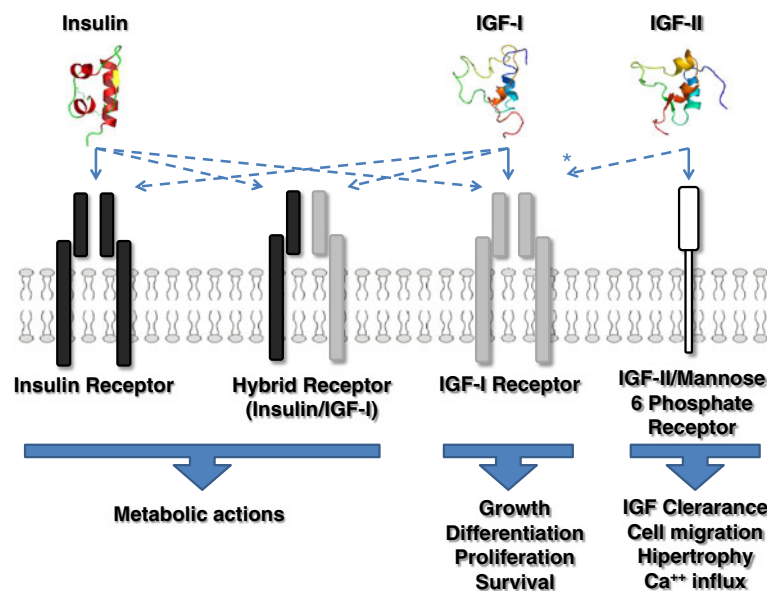 Insulin
IGF-I
IGF-II
*
Insulin Receptor
Hybrid Receptor
(Insulin/IGF-I)
IGF-I Receptor
IGF-II/Mannose
6 Phosphate
Receptor
Metabolic actions
Growth
Differentiation
Proliferation
Survival
IGF Clerarance
Cell migration
Hipertrophy
Ca⁺⁺ influx